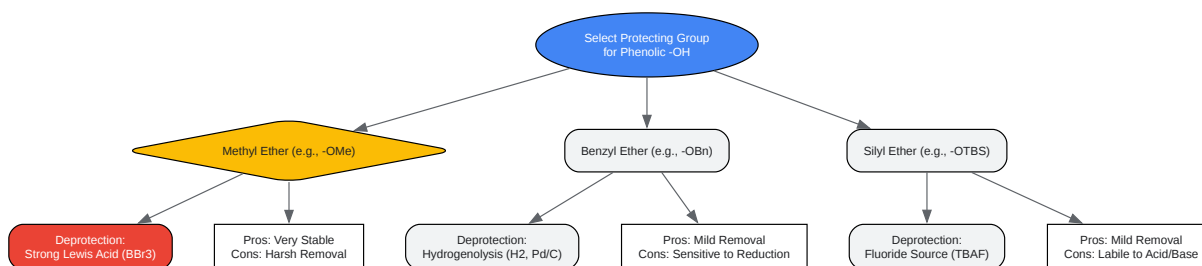 Select Protecting Group
for Phenolic -OH
Methyl Ether (e.g., -OMe)
Benzyl Ether (e.g., -OBn)
Silyl Ether (e.g., -OTBS)
Deprotection:
Strong Lewis Acid (BBr3)
Pros: Very Stable
Cons: Harsh Removal
Deprotection:
Hydrogenolysis (H2, Pd/C)
Pros: Mild Removal
Cons: Sensitive to Reduction
Deprotection:
Fluoride Source (TBAF)
Pros: Mild Removal
Cons: Labile to Acid/Base